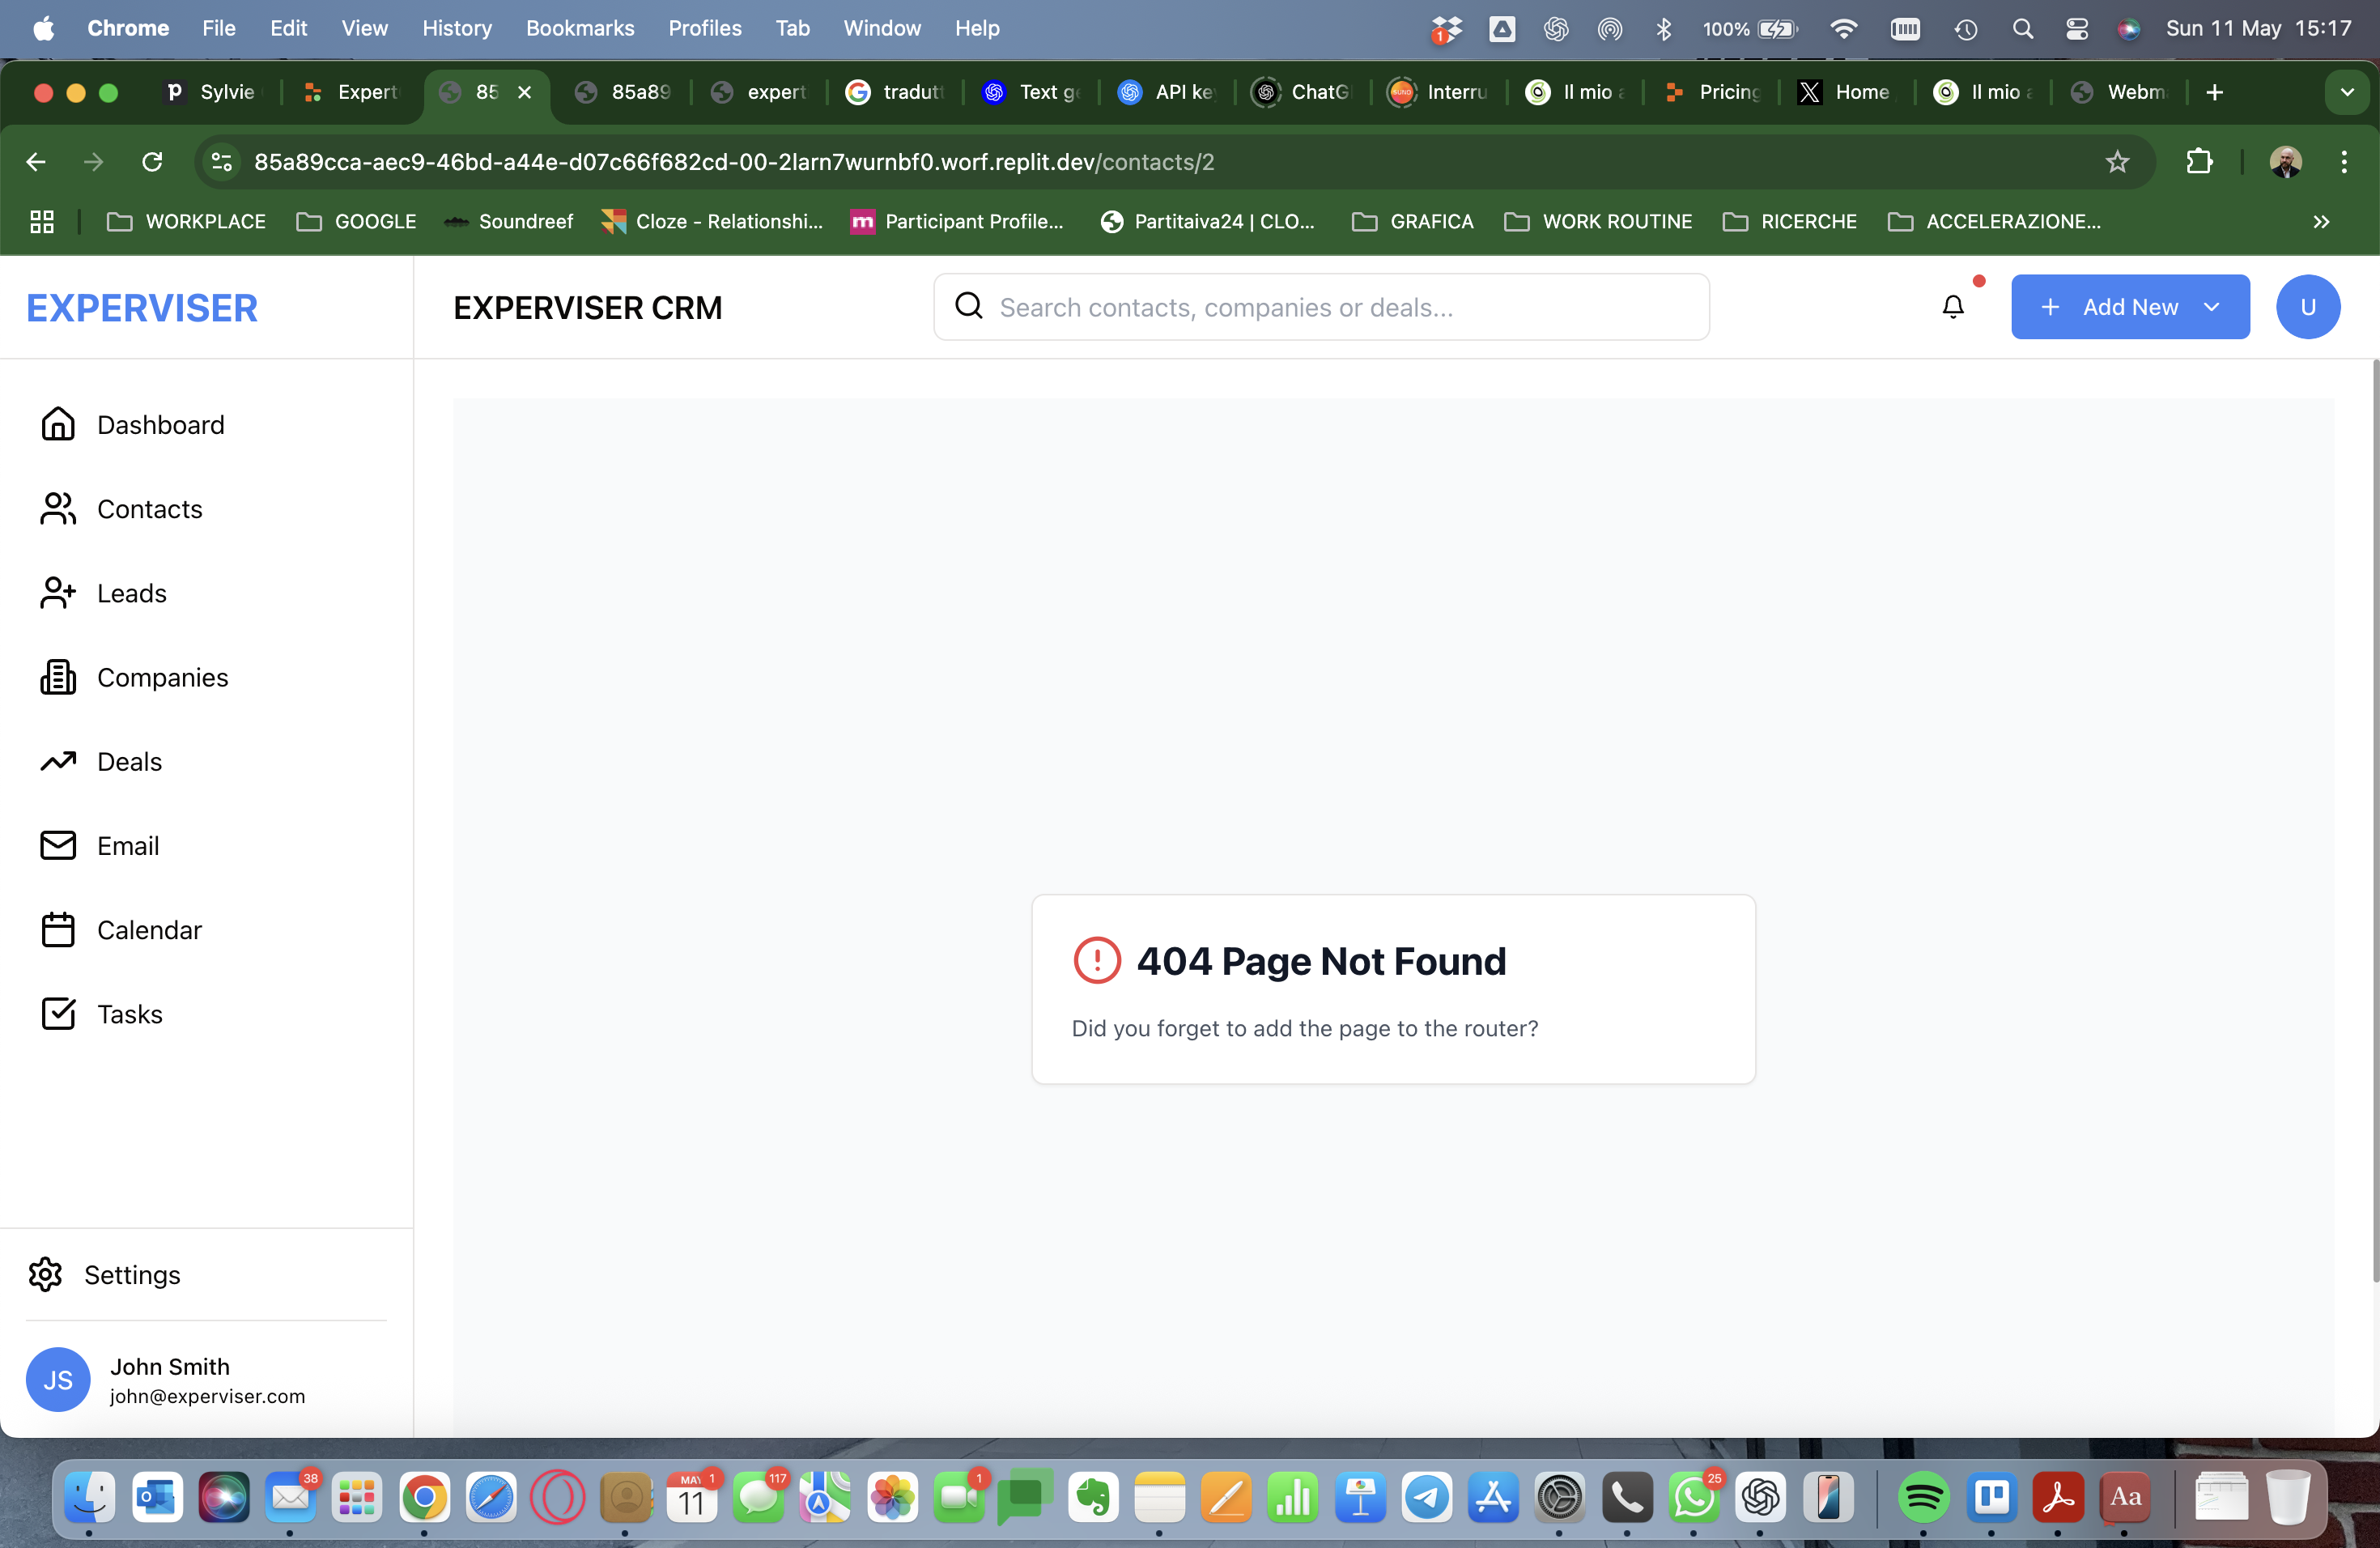 Chrome File Edit View History Bookmarks Profiles Tab Window Help 1 100% Sun 11 May 15:17
Sylvie Expert 85 85a89 expert tradutt Text ge API key ChatG Interru Il mio a Pricing Home Il mio a Webm
85a89cca-aec9-46bd-a44e-d07c66f682cd-00-2larn7wurnbf0.worf.replit.dev/contacts/2
WORKPLACE GOOGLE Soundreef Cloze - Relationshi... m Participant Profile... Partitaiva24 | CLO... GRAFICA WORK ROUTINE RICERCHE ACCELERAZIONE...
EXPERVISER EXPERVISER CRM Search contacts, companies or deals... + Add New U
Dashboard
Contacts
Leads
Companies
Deals
Email
Calendar
Tasks
404 Page Not Found
Did you forget to add the page to the router?
Settings
JS John Smith
john@experviser.com
38 MAY 11 1 117 1 25 Aa